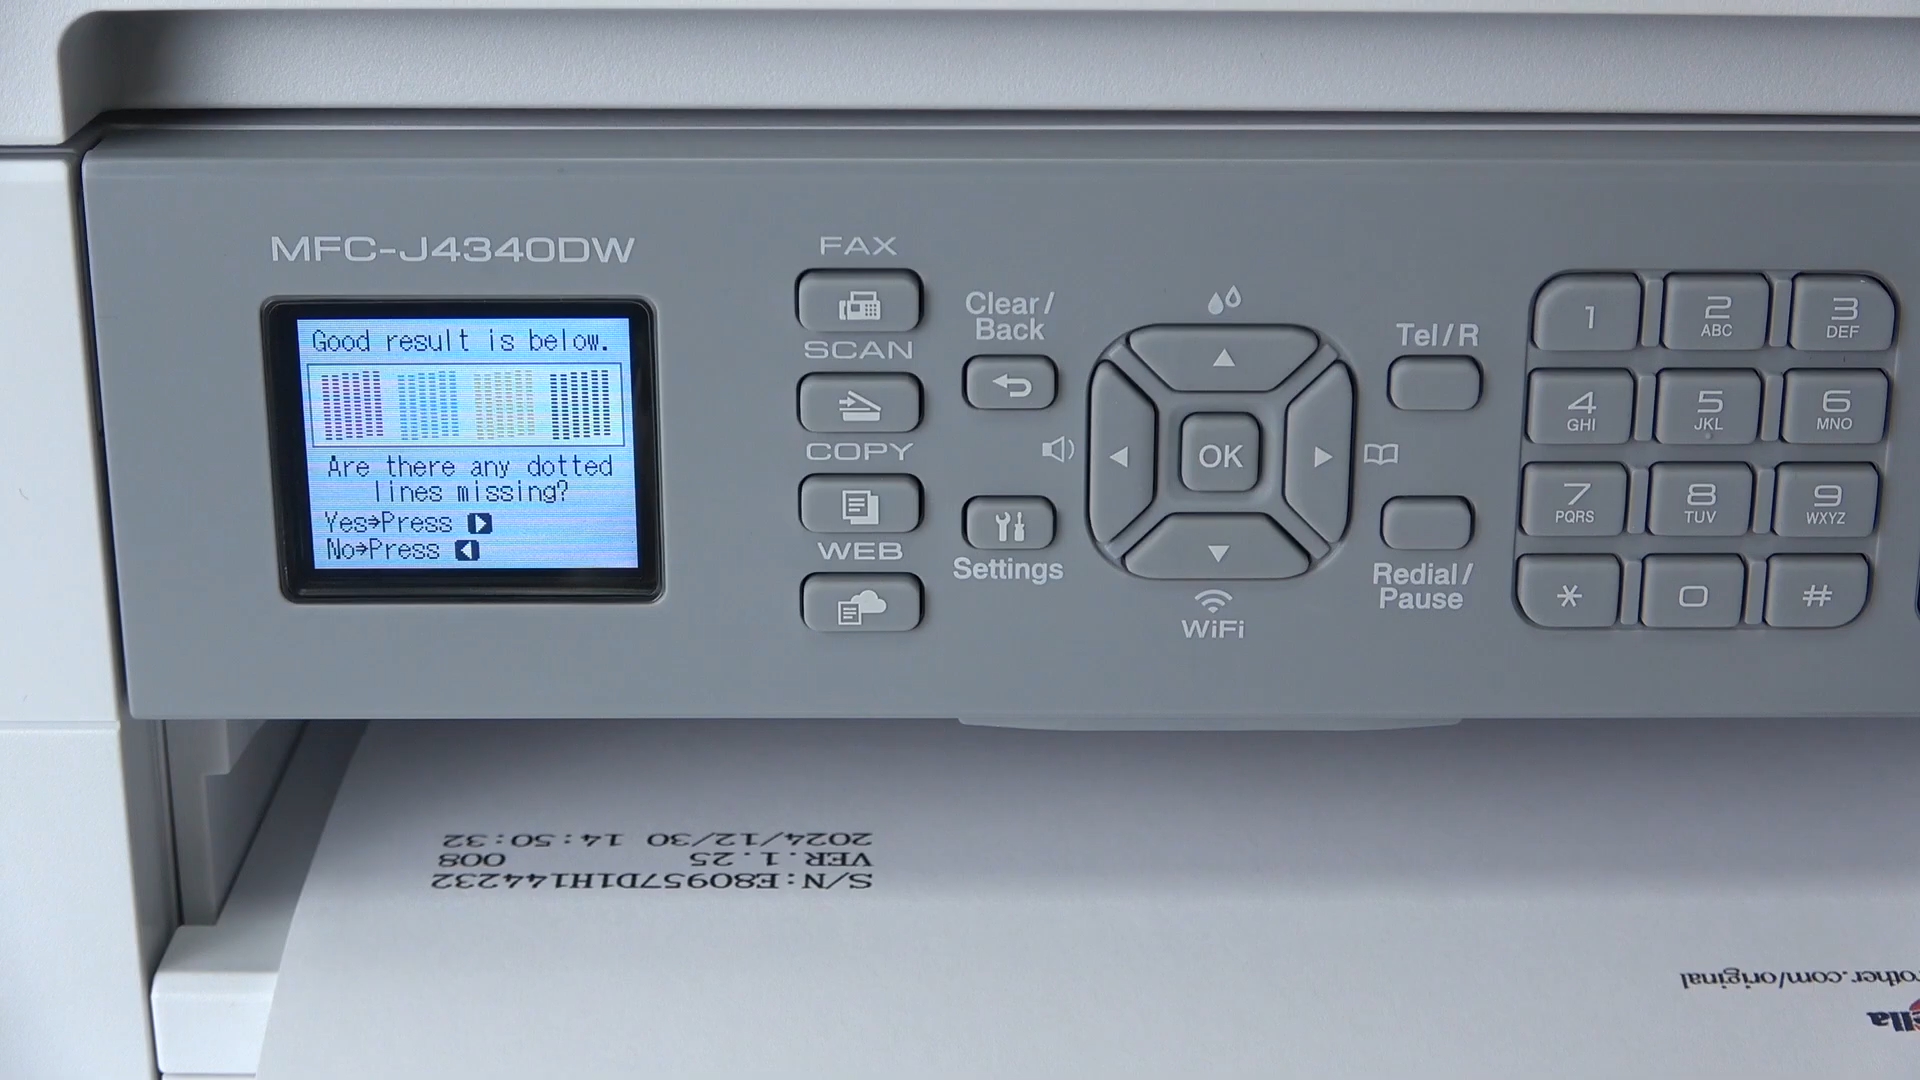 MFC-J4340DW
Good result is below.
Are there any dotted
lines missing?
Yes⇒Press
No⇒Press
FAX
SCAN
COPY
WEB
Clear/
Back
Settings
OK
WiFi
Tel/R
Redial/
Pause
1
2 ABC
3 DEF
4 GHI
5 JKL
6 MNO
7 PQRS
8 TUV
9 WXYZ
*
0
#
S/N:E80957D1H144232
VER.1.25 008
2024/12/30 14:50:32
rother.com/original
ella